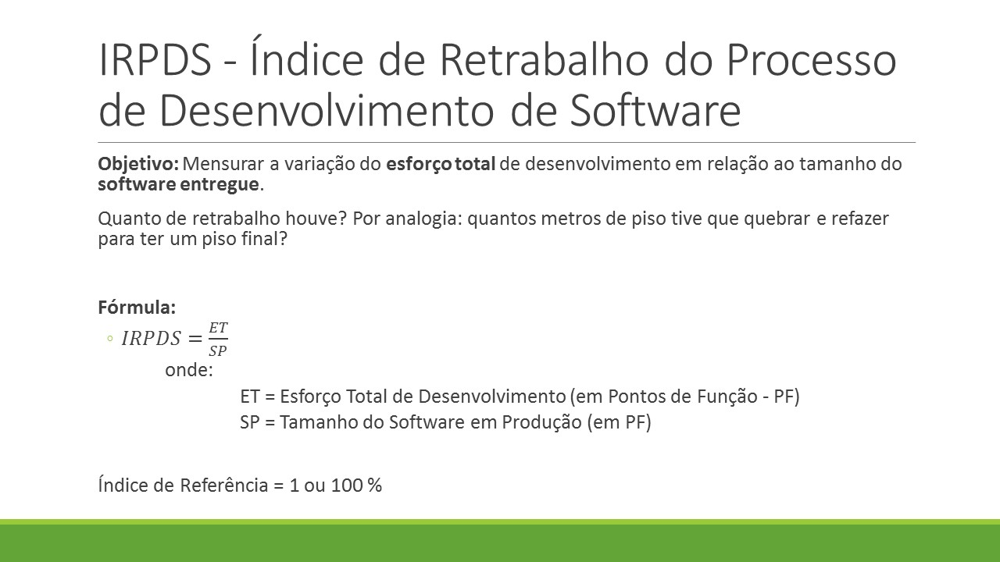 IRPDS - Índice de Retrabalho do Processo
de Desenvolvimento de Software
Objetivo: Mensurar a variação do esforço total de desenvolvimento em relação ao tamanho do
software entregue.
Quanto de retrabalho houve? Por analogia: quantos metros de piso tive que quebrar e refazer
para ter um piso final?
Fórmula:
◦ IRPDS = ET/SP
onde:
ET = Esforço Total de Desenvolvimento (em Pontos de Função - PF)
SP = Tamanho do Software em Produção (em PF)
Índice de Referência = 1 ou 100 %